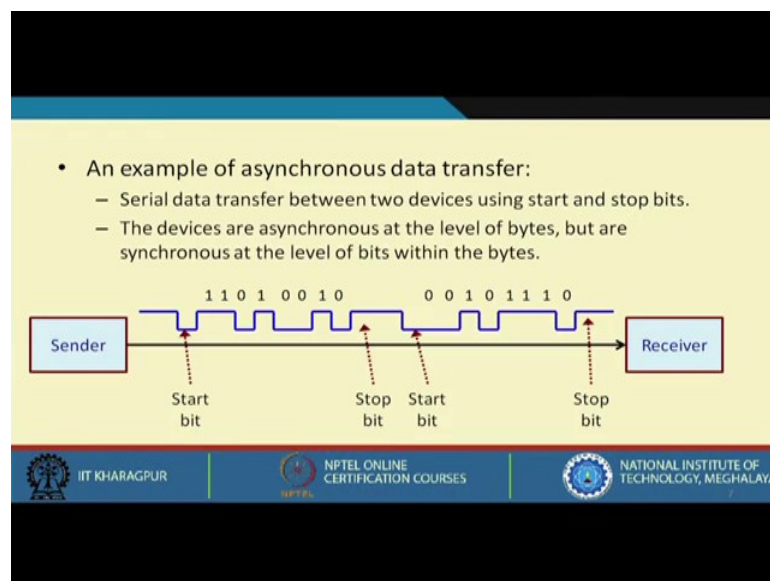 • An example of asynchronous data transfer:
– Serial data transfer between two devices using start and stop bits.
– The devices are asynchronous at the level of bytes, but are
synchronous at the level of bits within the bytes.
1 1 0 1 0 0 1 0
0 0 1 0 1 1 1 0
Sender
Receiver
Start
bit
Stop
bit
Start
bit
Stop
bit
IIT KHARAGPUR
NPTEL
NPTEL ONLINE
CERTIFICATION COURSES
NATIONAL INSTITUTE OF
TECHNOLOGY, MEGHALAYA